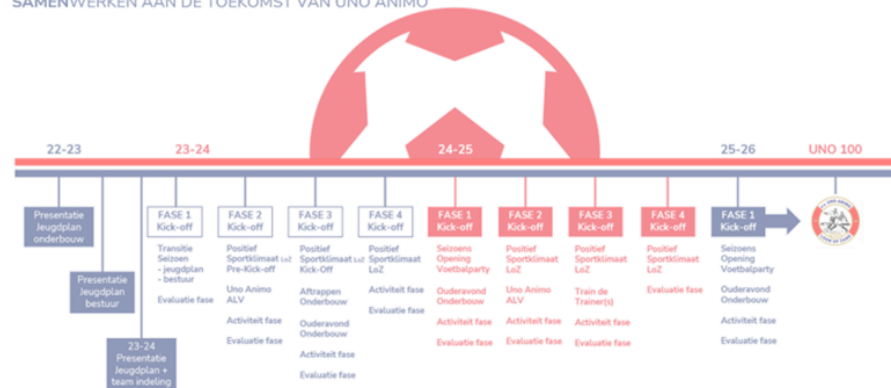 SAMENWERKEN AAN DE TOEKOMST VAN UNO ANIMO
22-23
23-24
24-25
25-26
UNO 100
Presentatie
Jeugdplan
onderbouw
Presentatie
Jeugdplan
bestuur
23-24
Presentatie
Jeugdplan +
team indeling
FASE 1
Kick-off
Transitie
Seizoen
- jeugdplan
- bestuur
Evaluatie fase
FASE 2
Kick-off
Positief
Sportklimaat LoZ
Pre-Kick-off
Uno Animo
ALV
Activiteit fase
Evaluatie fase
FASE 3
Kick-off
Positief
Sportklimaat LoZ
Kick-Off
Aftrappen
Onderbouw
Ouderavond
Onderbouw
Activiteit fase
Evaluatie fase
FASE 4
Kick-off
Positief
Sportklimaat
LoZ
Activiteit fase
Evaluatie fase
FASE 1
Kick-off
Seizoens
Opening
Voetbalparty
Ouderavond
Onderbouw
Activiteit fase
Evaluatie fase
FASE 2
Kick-off
Positief
Sportklimaat
LoZ
Uno Animo
ALV
Activiteit fase
Evaluatie fase
FASE 3
Kick-off
Positief
Sportklimaat
LoZ
Train de
Trainer(s)
Activiteit fase
Evaluatie fase
FASE 4
Kick-off
Positief
Sportklimaat
LoZ
Evaluatie fase
FASE 1
Kick-off
Seizoens
Opening
Voetbalparty
Ouderavond
Onderbouw
Activiteit fase
Evaluatie fase
UNO ANIMO